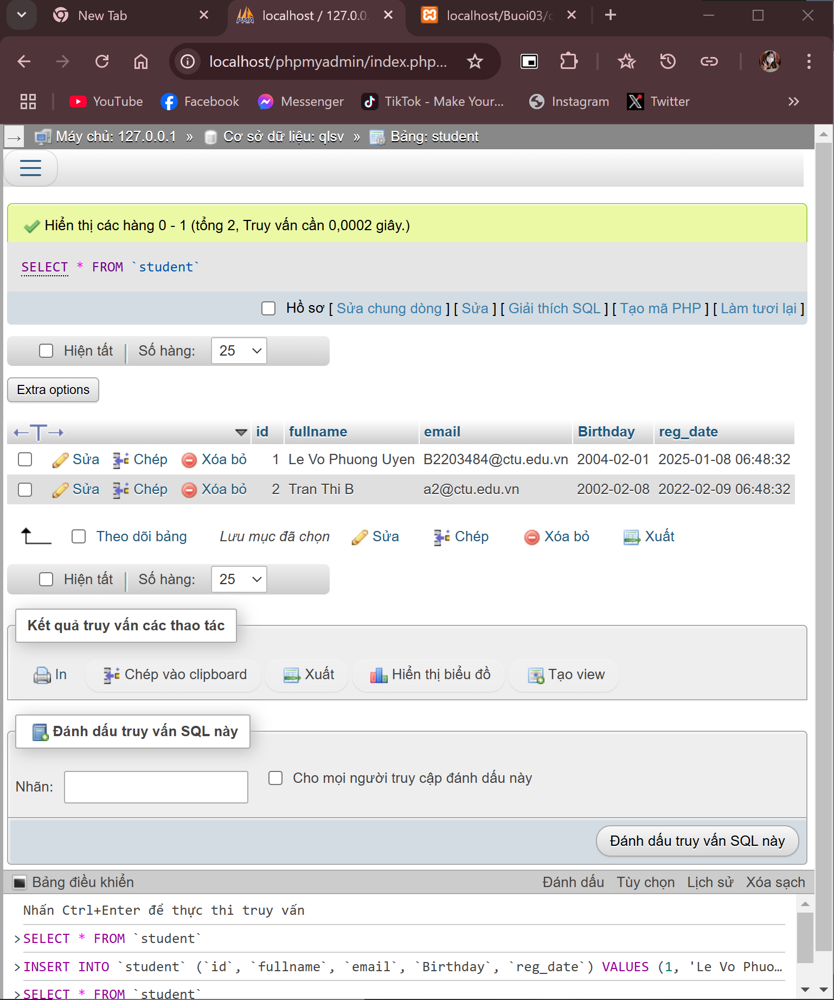 New Tab
localhost / 127.0.0.
localhost/Buoi03/c
localhost/phpmyadmin/index.php...
YouTube Facebook Messenger TikTok - Make Your... Instagram Twitter
Máy chủ: 127.0.0.1 » Cơ sở dữ liệu: qlsv » Bảng: student
Hiển thị các hàng 0 - 1 (tổng 2, Truy vấn cần 0,0002 giây.)
SELECT * FROM `student`
Hồ sơ [ Sửa chung dòng ] [ Sửa ] [ Giải thích SQL ] [ Tạo mã PHP ] [ Làm tươi lại ]
Hiện tất Số hàng: 25
Extra options
←T→ id fullname email Birthday reg_date
Sửa Chép Xóa bỏ 1 Le Vo Phuong Uyen B2203484@ctu.edu.vn 2004-02-01 2025-01-08 06:48:32
Sửa Chép Xóa bỏ 2 Tran Thi B a2@ctu.edu.vn 2002-02-08 2022-02-09 06:48:32
Theo dõi bảng Lưu mục đã chọn Sửa Chép Xóa bỏ Xuất
Hiện tất Số hàng: 25
Kết quả truy vấn các thao tác
In Chép vào clipboard Xuất Hiển thị biểu đồ Tạo view
Đánh dấu truy vấn SQL này
Nhãn: Cho mọi người truy cập đánh dấu này
Đánh dấu truy vấn SQL này
Bảng điều khiển Đánh dấu Tùy chọn Lịch sử Xóa sạch
Nhấn Ctrl+Enter để thực thi truy vấn
>SELECT * FROM `student`
>INSERT INTO `student` (`id`, `fullname`, `email`, `Birthday`, `reg_date`) VALUES (1, 'Le Vo Phuo...
>SELECT * FROM `student`